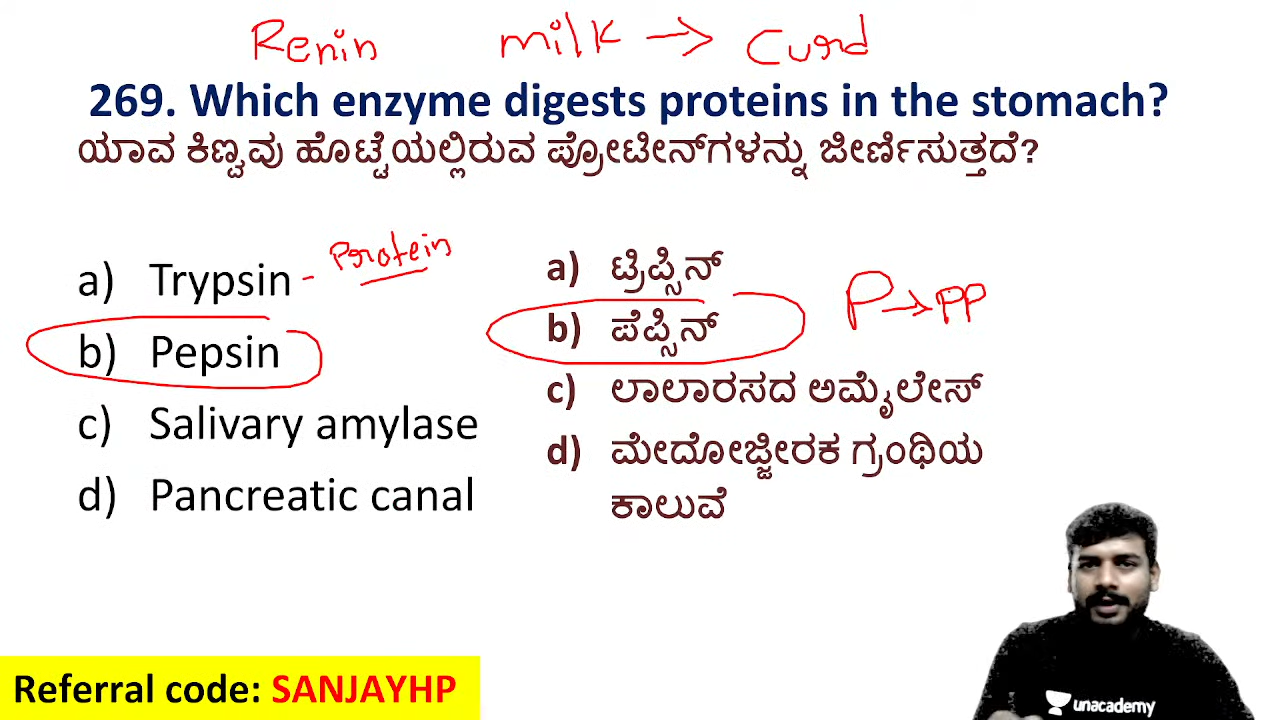 Renin milk → Curd
269. Which enzyme digests proteins in the stomach?
ಯಾವ ಕಿಣ್ವವು ಹೊಟ್ಟೆಯಲ್ಲಿರುವ ಪ್ರೋಟೀನ್‌ಗಳನ್ನು ಜೀರ್ಣಿಸುತ್ತದೆ?
a) Trypsin - Protein
b) Pepsin
c) Salivary amylase
d) Pancreatic canal
a) ಟ್ರಿಪ್ಸಿನ್
b) ಪೆಪ್ಸಿನ್
c) ಲಾಲಾರಸದ ಅಮೈಲೇಸ್
d) ಮೇದೋಜ್ಜೀರಕ ಗ್ರಂಥಿಯ
ಕಾಲುವೆ
P → PP
unacademy
Referral code: SANJAYHP